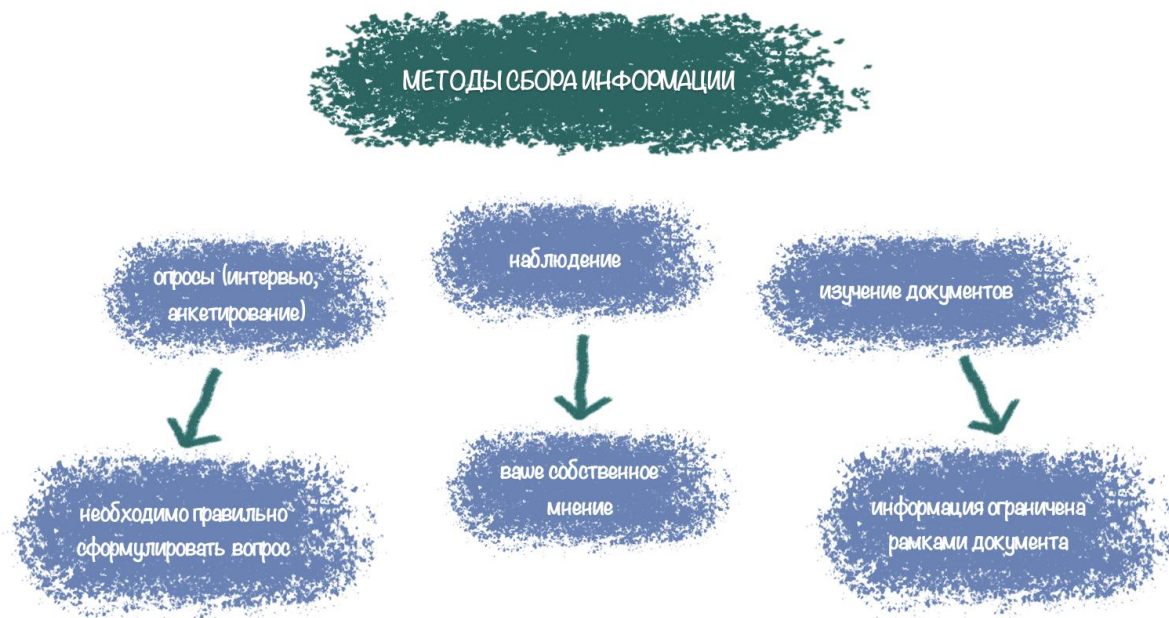 МЕТОДЫ СБОРА ИНФОРМАЦИИ
опросы (интервью,
анкетирование)
наблюдение
изучение документов
необходимо правильно
сформулировать вопрос
ваше собственное
мнение
информация ограничена
рамками документа